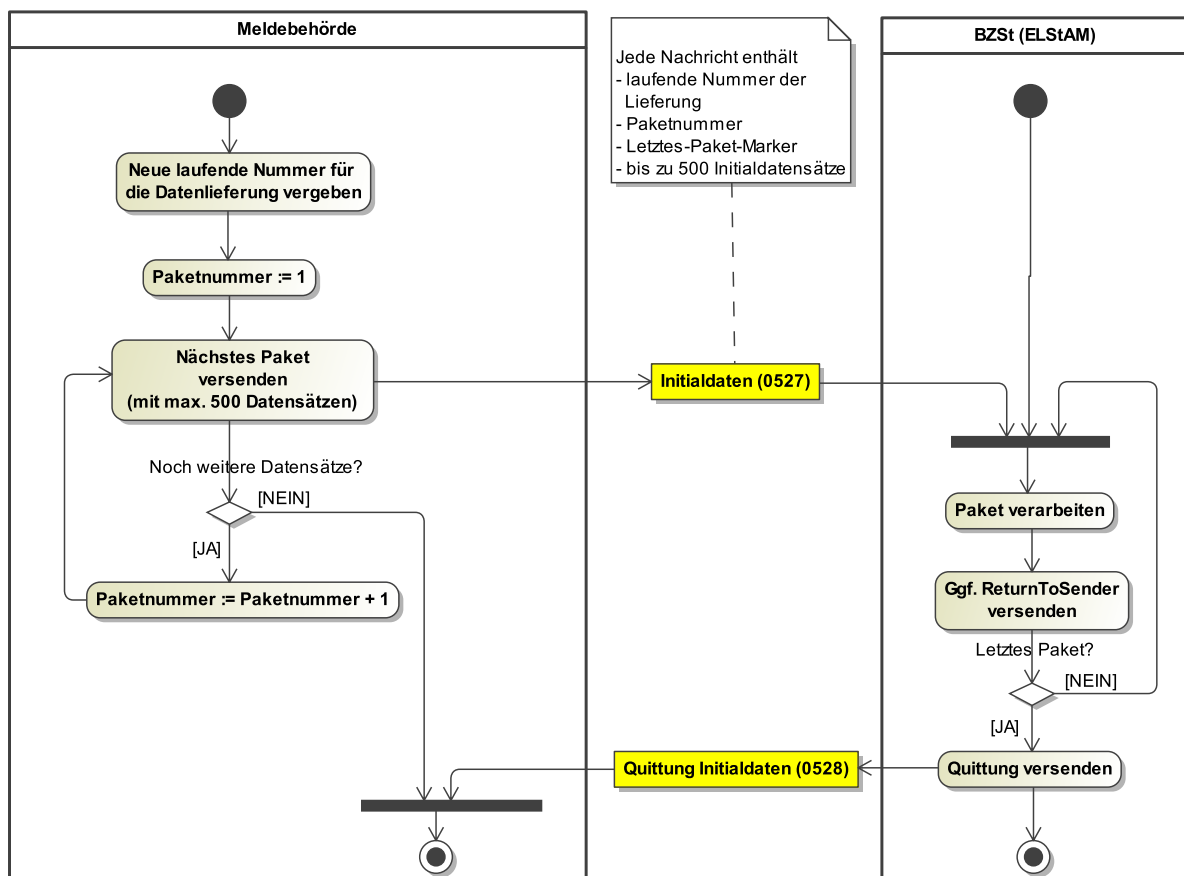 Meldebehörde
BZSt (ELStAM)
Jede Nachricht enthält
- laufende Nummer der
Lieferung
- Paketnummer
- Letztes-Paket-Marker
- bis zu 500 Initialdatensätze
Neue laufende Nummer für
die Datenlieferung vergeben
Paketnummer := 1
Nächstes Paket
versenden
(mit max. 500 Datensätzen)
Initialdaten (0527)
Noch weitere Datensätze?
[NEIN]
[JA]
Paketnummer := Paketnummer + 1
Paket verarbeiten
Ggf. ReturnToSender
versenden
Letztes Paket?
[NEIN]
[JA]
Quittung Initialdaten (0528)
Quittung versenden